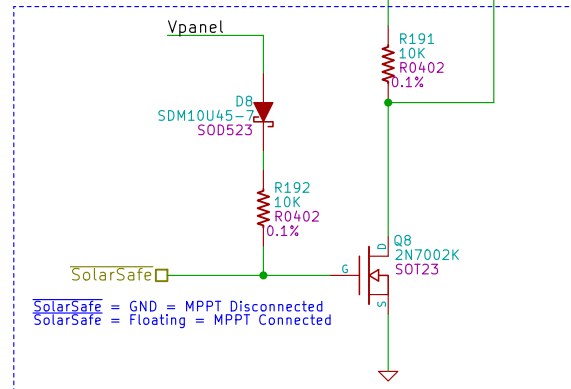 Vpanel
R191
10K
R0402
0.1%
D8
SDM10U45-7
SOD523
R192
10K
R0402
0.1%
Q8
2N7002K
SOT23
D
G
S
SolarSafe
SolarSafe = GND = MPPT Disconnected
SolarSafe = Floating = MPPT Connected